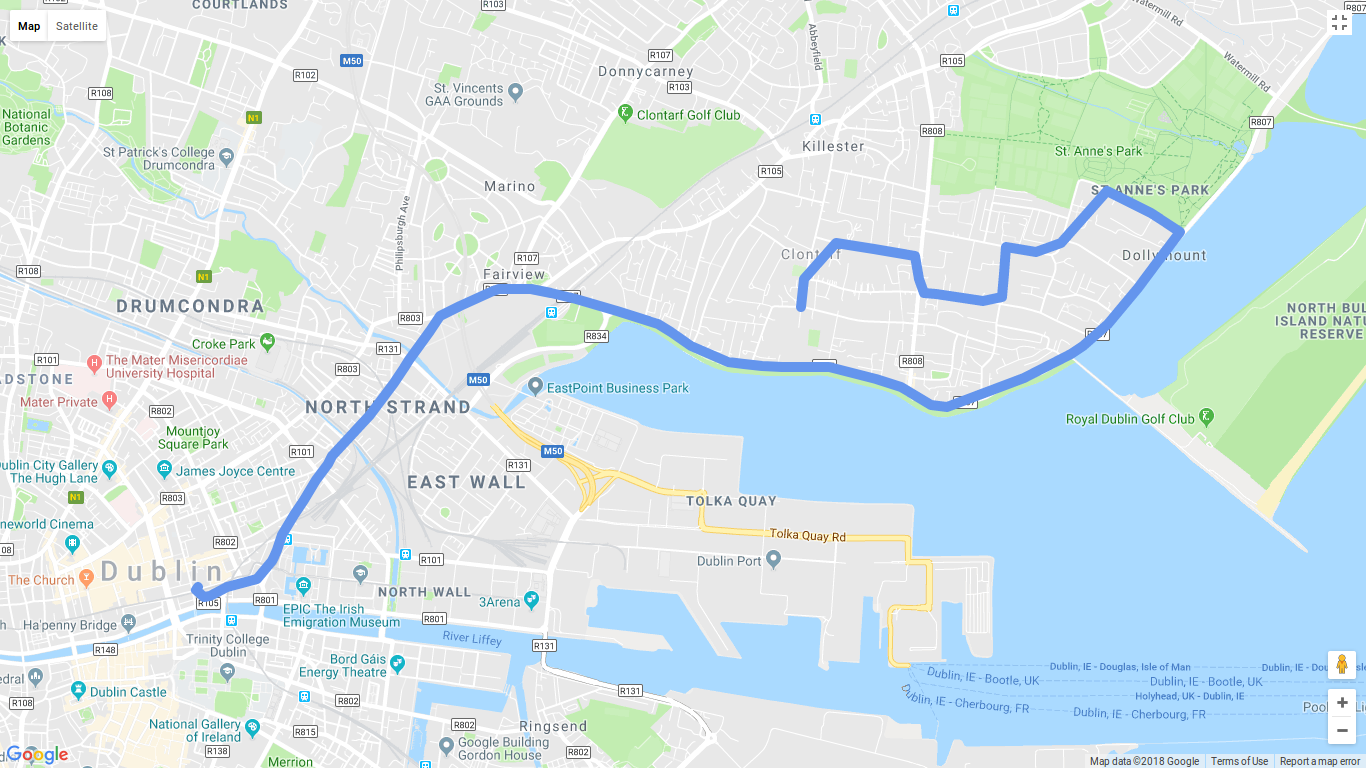 COURTLANDS
R103
R807
Map
Satellite
Abbeyfield
Watermill Rd
Watermill Rd
M50
R107
R105
R102
Donnycarney
R103
St. Vincents
GAA Grounds
R108
National
Botanic
Gardens
N1
Clontarf Golf Club
R807
R808
St Patrick's College
Drumcondra
Killester
St. Anne's Park
R105
Marino
ST ANNE'S PARK
Philipsburgh Ave
R107
Clontarf
Dollymount
R108
N1
Fairview
DRUMCONDRA
R803
NORTH BUL
ISLAND NATU
RESERVE
Croke Park
R834
R131
R101
The Mater Misericordiae
University Hospital
R803
R808
ADSTONE
M50
EastPoint Business Park
Mater Private
R802
NORTH STRAND
Royal Dublin Golf Club
Mountjoy
Square Park
R101
M50
Dublin City Gallery
The Hugh Lane
James Joyce Centre
R131
EAST WALL
N1
R803
TOLKA QUAY
neworld Cinema
Tolka Quay Rd
R802
R101
Dublin Port
The Church
Dublin
NORTH WALL
R105
R801
EPIC The Irish
Emigration Museum
3Arena
R801
Ha'penny Bridge
Trinity College
Dublin
River Liffey
R131
R148
Bord Gáis
Energy Theatre
Dublin, IE - Douglas, Isle of Man
Dublin, IE - Bootle, UK
Dublin, IE - Bootle, UK
Holyhead, UK - Dublin, IE
Dublin, IE - Cherbourg, FR
Dublin, IE - Cherbourg, FR
edral
Dublin Castle
R131
R108
R802
National Gallery
of Ireland
R815
R802
Ringsend
R138
Google Building
Gordon House
R802
Merrion
Google
Map data ©2018 Google
Terms of Use
Report a map error